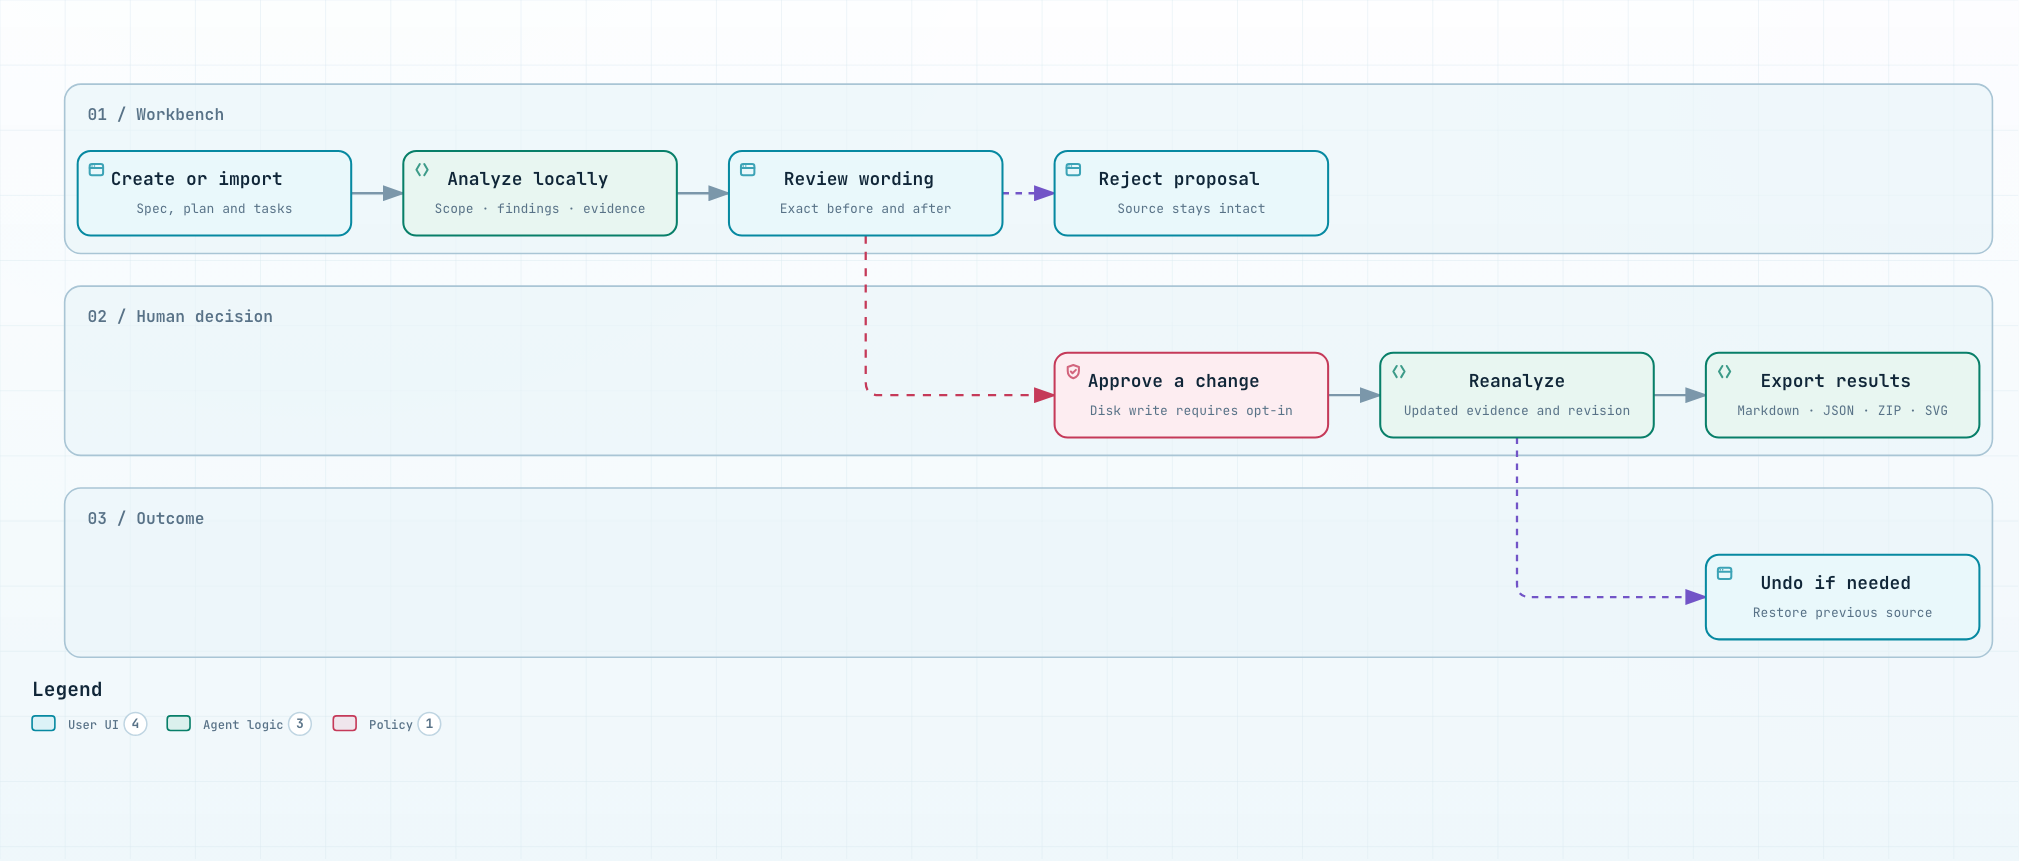 01 / Workbench
Create or import
Spec, plan and tasks
Analyze locally
Scope · findings · evidence
Review wording
Exact before and after
Reject proposal
Source stays intact
02 / Human decision
Approve a change
Disk write requires opt-in
Reanalyze
Updated evidence and revision
Export results
Markdown · JSON · ZIP · SVG
03 / Outcome
Undo if needed
Restore previous source
Legend
User UI 4 Agent logic 3 Policy 1